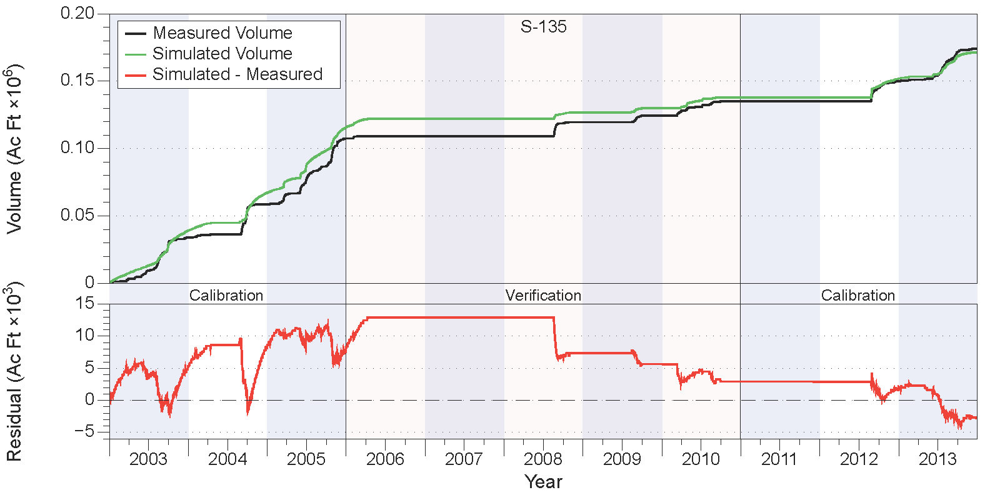 S-135
Measured Volume
Simulated Volume
Simulated - Measured
Volume (Ac Ft ×10⁶)
0.20
0.15
0.10
0.05
0
Calibration
Verification
Calibration
Residual (Ac Ft ×10³)
15
10
5
0
−5
2003 2004 2005 2006 2007 2008 2009 2010 2011 2012 2013
Year